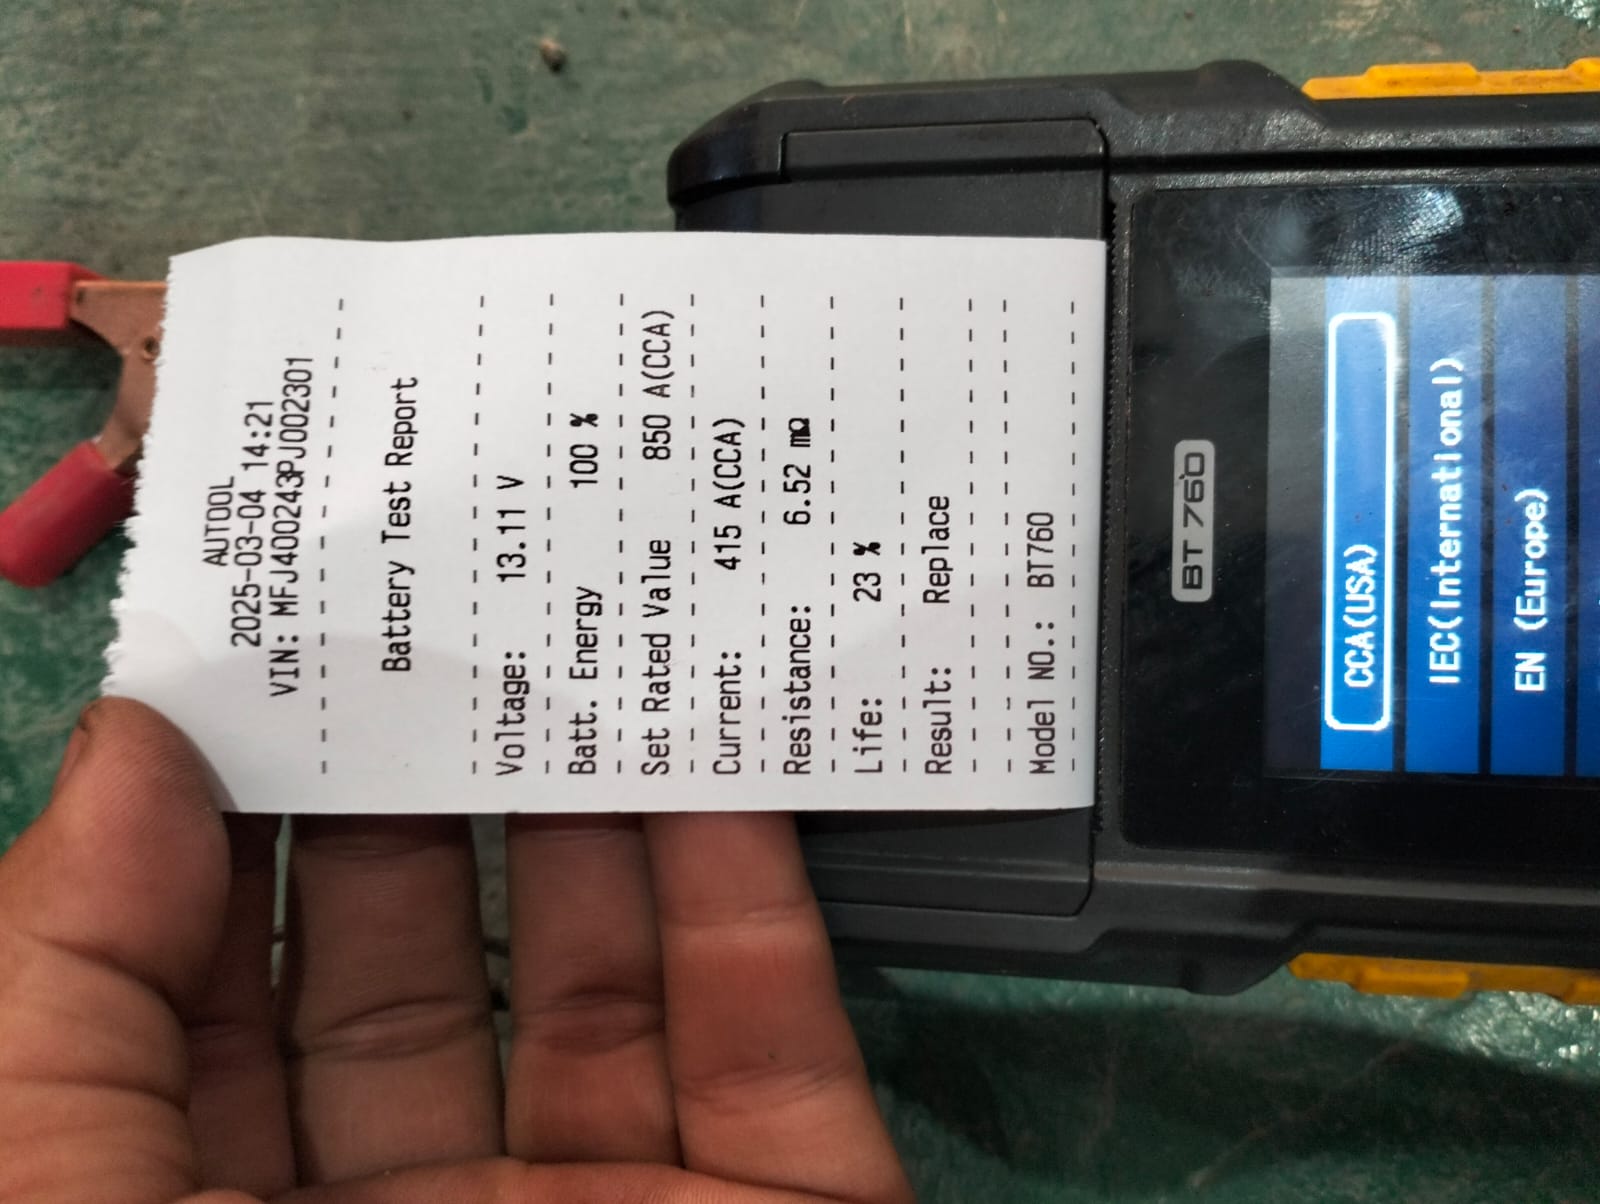 AUTOOL
2025-03-04 14:21
VIN: MFJ4000243PJ002301
Battery Test Report
Voltage: 13.11 V
Batt. Energy 100 %
Set Rated Value 850 A(CCA)
Current: 415 A(CCA)
Resistance: 6.52 mΩ
Life: 23 %
Result: Replace
Model NO.: BT760
BT 760
CCA(USA)
IEC(International)
EN (Europe)